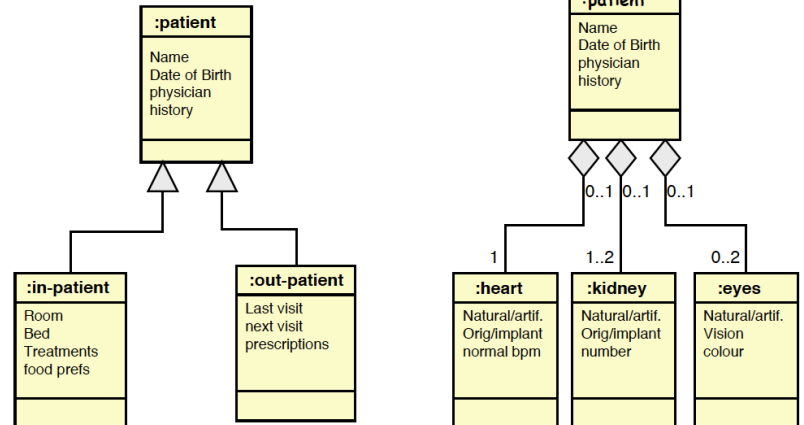 :patient
Name
Date of Birth
physician
history
:in-patient
Room
Bed
Treatments
food prefs
:out-patient
Last visit
next visit
prescriptions
:patient
Name
Date of Birth
physician
history
0..1
0..1
0..1
1
1..2
0..2
:heart
Natural/artif.
Orig/implant
normal bpm
:kidney
Natural/artif.
Orig/implant
number
:eyes
Natural/artif.
Vision
colour